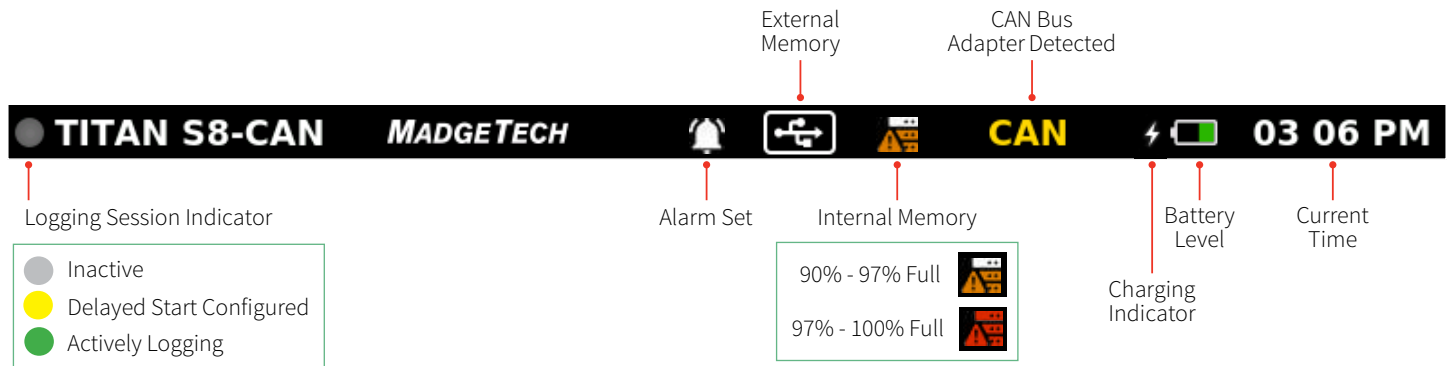 External
Memory
CAN Bus
Adapter Detected
TITAN S8-CAN MADGETECH CAN 03 06 PM
Logging Session Indicator
Alarm Set
Internal Memory
Battery
Level
Current
Time
Inactive
Delayed Start Configured
Actively Logging
90% - 97% Full
97% - 100% Full
Charging
Indicator